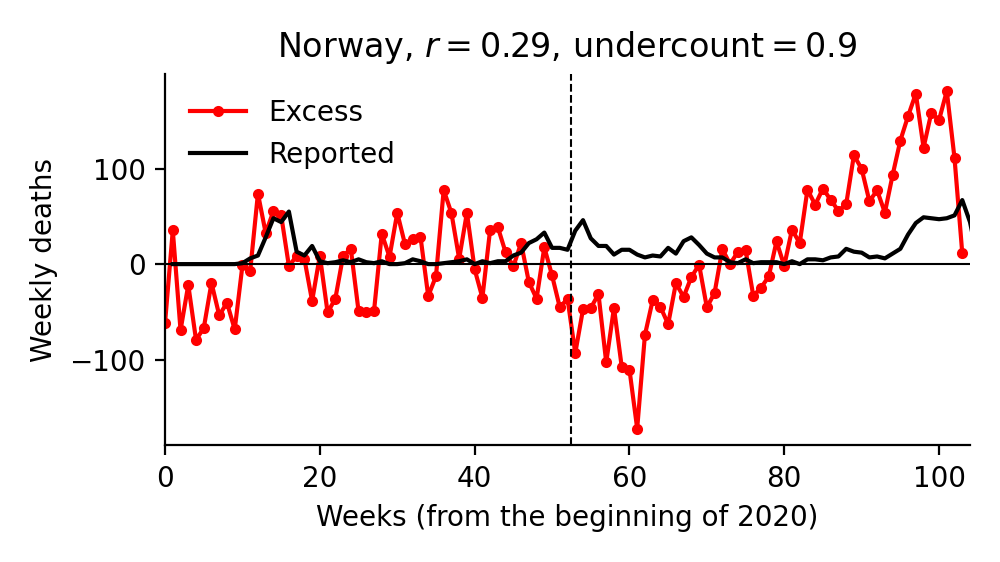 Norway, r = 0.29, undercount = 0.9
Excess
Reported
Weekly deaths
100
0
−100
0 20 40 60 80 100
Weeks (from the beginning of 2020)